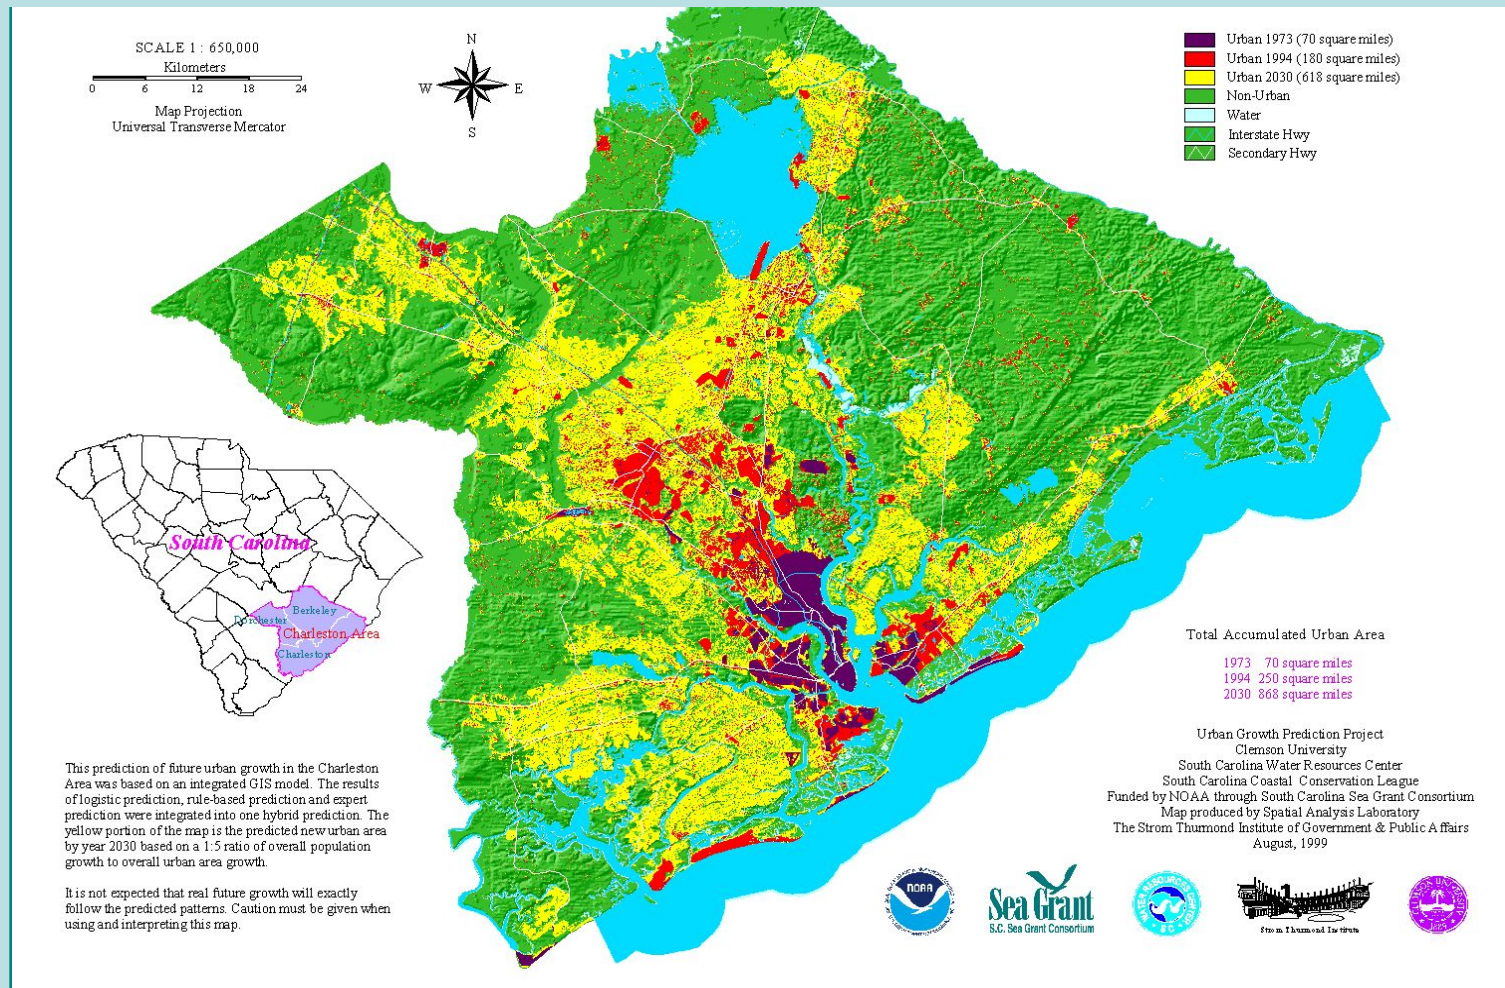 SCALE 1 : 650,000
Kilometers
0 6 12 18 24
Map Projection
Universal Transverse Mercator
N
W E
S
Urban 1973 (70 square miles)
Urban 1994 (180 square miles)
Urban 2030 (618 square miles)
Non-Urban
Water
Interstate Hwy
Secondary Hwy
South Carolina
Berkeley
Dorchester
Charleston Area
Charleston
This prediction of future urban growth in the Charleston
Area was based on an integrated GIS model. The results
of logistic prediction, rule-based prediction and expert
prediction were integrated into one hybrid prediction. The
yellow portion of the map is the predicted new urban area
by year 2030 based on a 1:5 ratio of overall population
growth to overall urban area growth.
It is not expected that real future growth will exactly
follow the predicted patterns. Caution must be given when
using and interpreting this map.
Total Accumulated Urban Area
1973 70 square miles
1994 250 square miles
2030 868 square miles
Urban Growth Prediction Project
Clemson University
South Carolina Water Resources Center
South Carolina Coastal Conservation League
Funded by NOAA through South Carolina Sea Grant Consortium
Map produced by Spatial Analysis Laboratory
The Strom Thurmond Institute of Government & Public Affairs
August, 1999
NOAA
Sea Grant
S.C. Sea Grant Consortium
WATER RESOURCES CENTER
S C
Strom Thurmond Institute